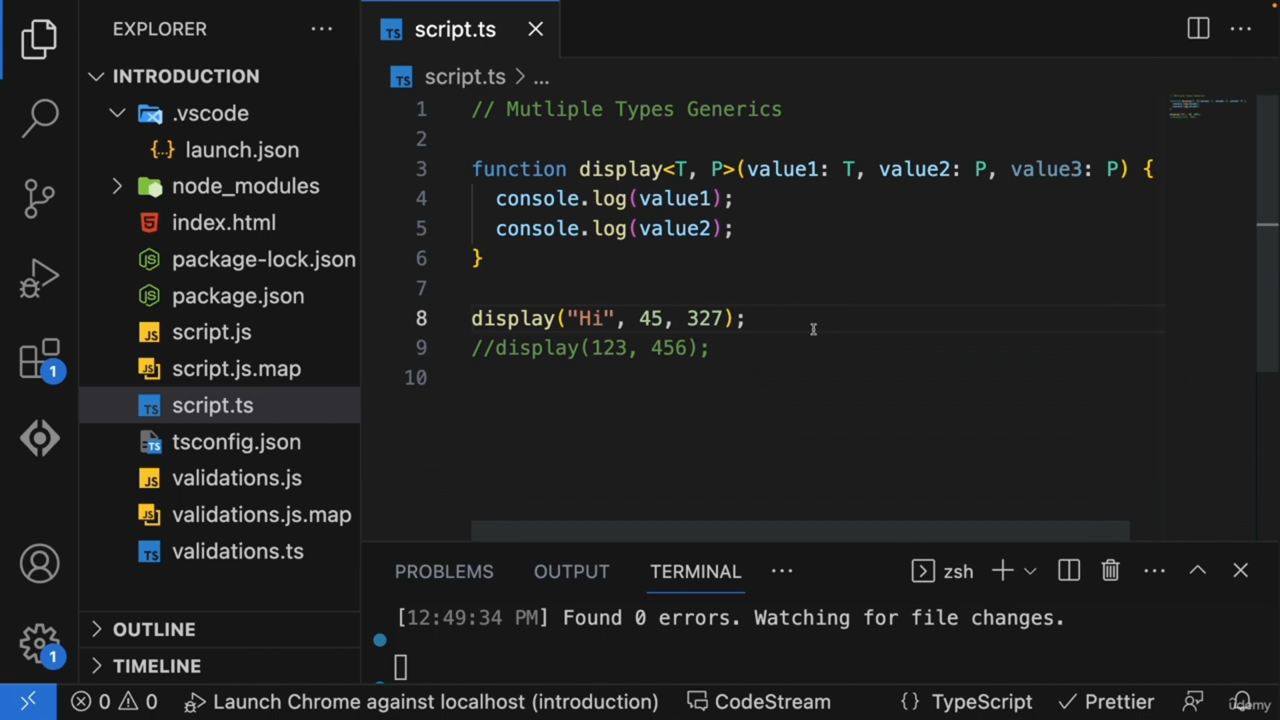 EXPLORER
INTRODUCTION
.vscode
launch.json
node_modules
index.html
package-lock.json
package.json
script.js
script.js.map
script.ts
tsconfig.json
validations.js
validations.js.map
validations.ts
OUTLINE
TIMELINE
script.ts
script.ts > ...
1 // Mutliple Types Generics
2
3 function display<T, P>(value1: T, value2: P, value3: P) {
4 console.log(value1);
5 console.log(value2);
6 }
7
8 display("Hi", 45, 327);
9 //display(123, 456);
10
PROBLEMS OUTPUT TERMINAL ... zsh
[12:49:34 PM] Found 0 errors. Watching for file changes.
0 0 Launch Chrome against localhost (introduction) CodeStream {} TypeScript Prettier
1
1
udemy